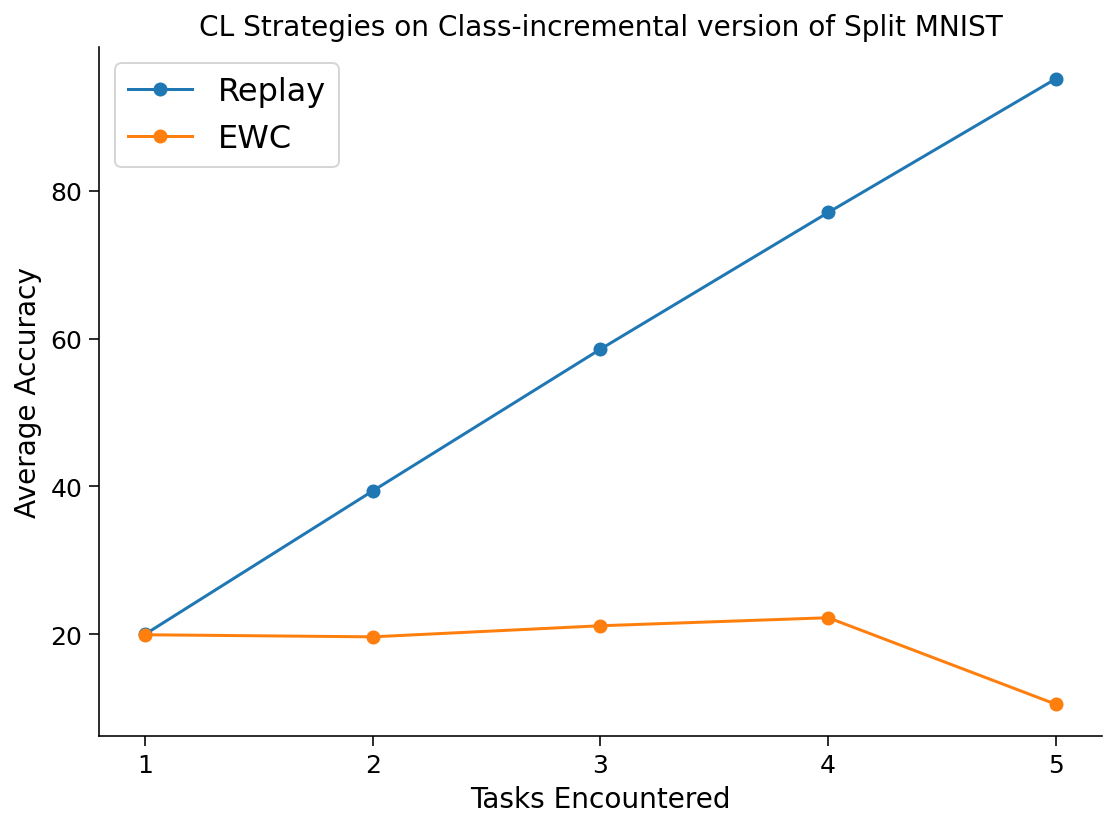 CL Strategies on Class-incremental version of Split MNIST
Replay
EWC
Average Accuracy
80
60
40
20
1 2 3 4 5
Tasks Encountered